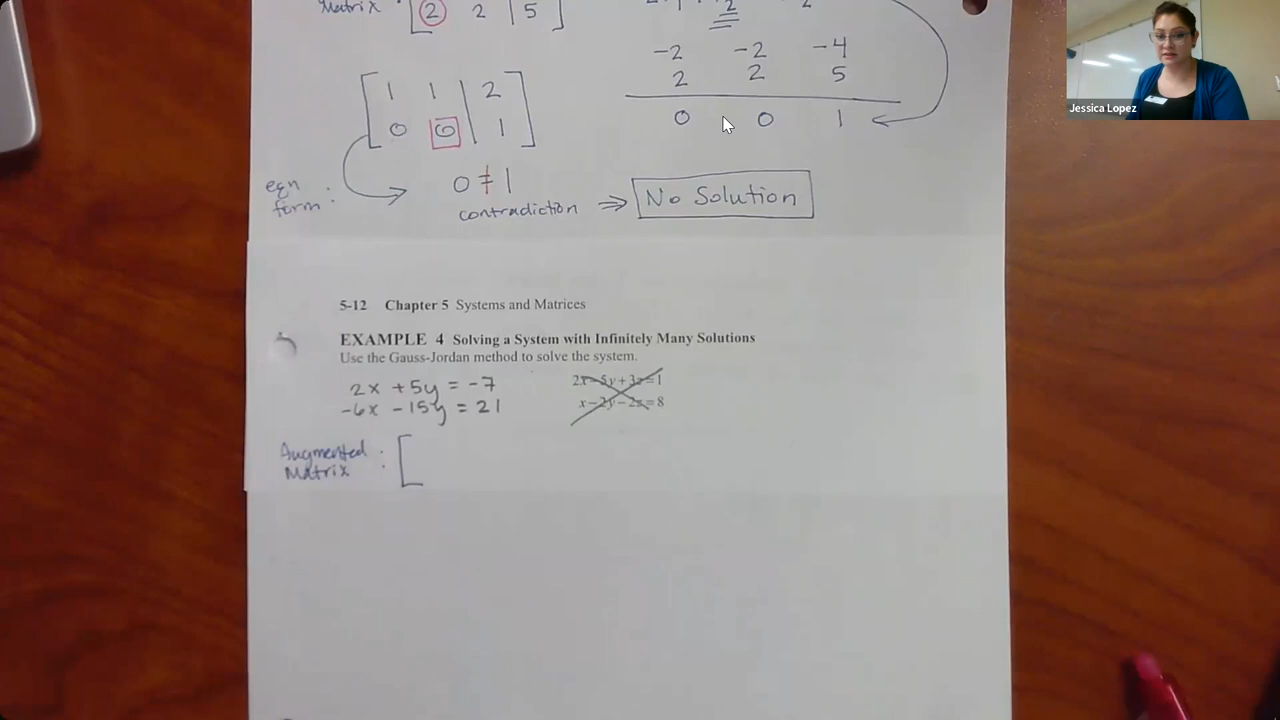 Matrix : [ 2 2 | 5 ]
2
-2 -2 -4
2 2 5
0 0 1
1 1 | 2
0 0 | 1
eqn form : 0 ≠ 1
contradiction ⇒ No Solution
5-12 Chapter 5 Systems and Matrices
EXAMPLE 4 Solving a System with Infinitely Many Solutions
Use the Gauss-Jordan method to solve the system.
2x + 5y = -7
-6x - 15y = 21
2x-5y+3z=1
x-2y-2z=8
Augmented
Matrix : [
Jessica Lopez